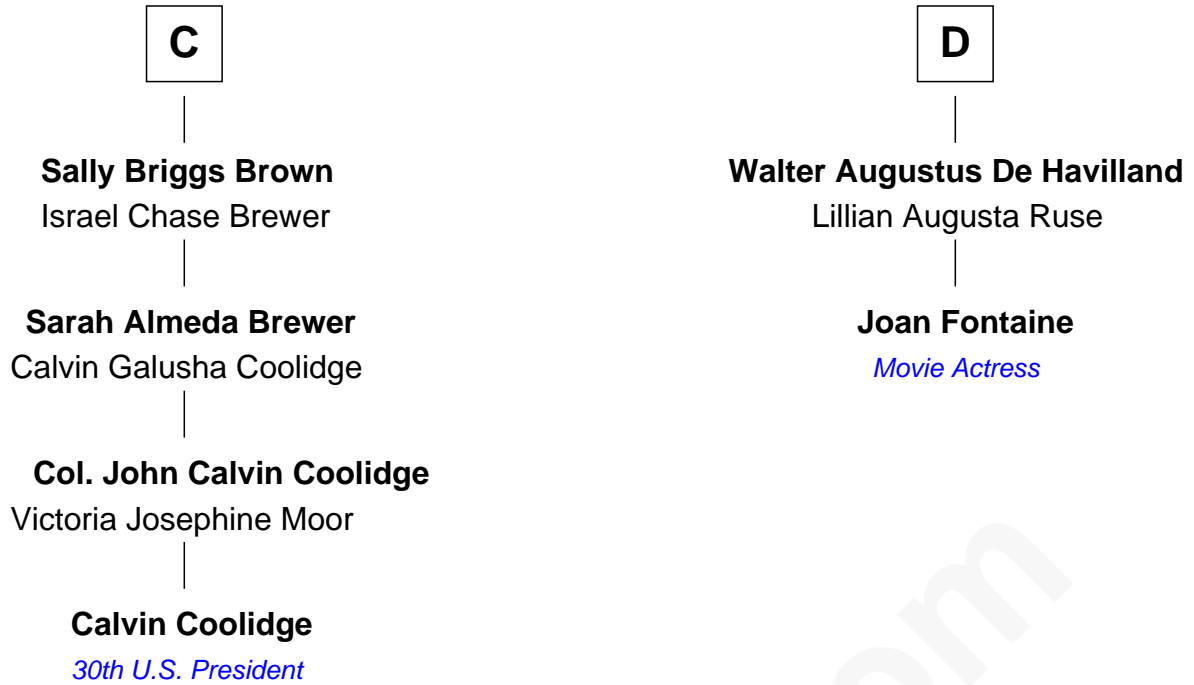 C
Sally Briggs Brown
Israel Chase Brewer
Sarah Almeda Brewer
Calvin Galusha Coolidge
Col. John Calvin Coolidge
Victoria Josephine Moor
Calvin Coolidge
30th U.S. President
D
Walter Augustus De Havilland
Lillian Augusta Ruse
Joan Fontaine
Movie Actress
om